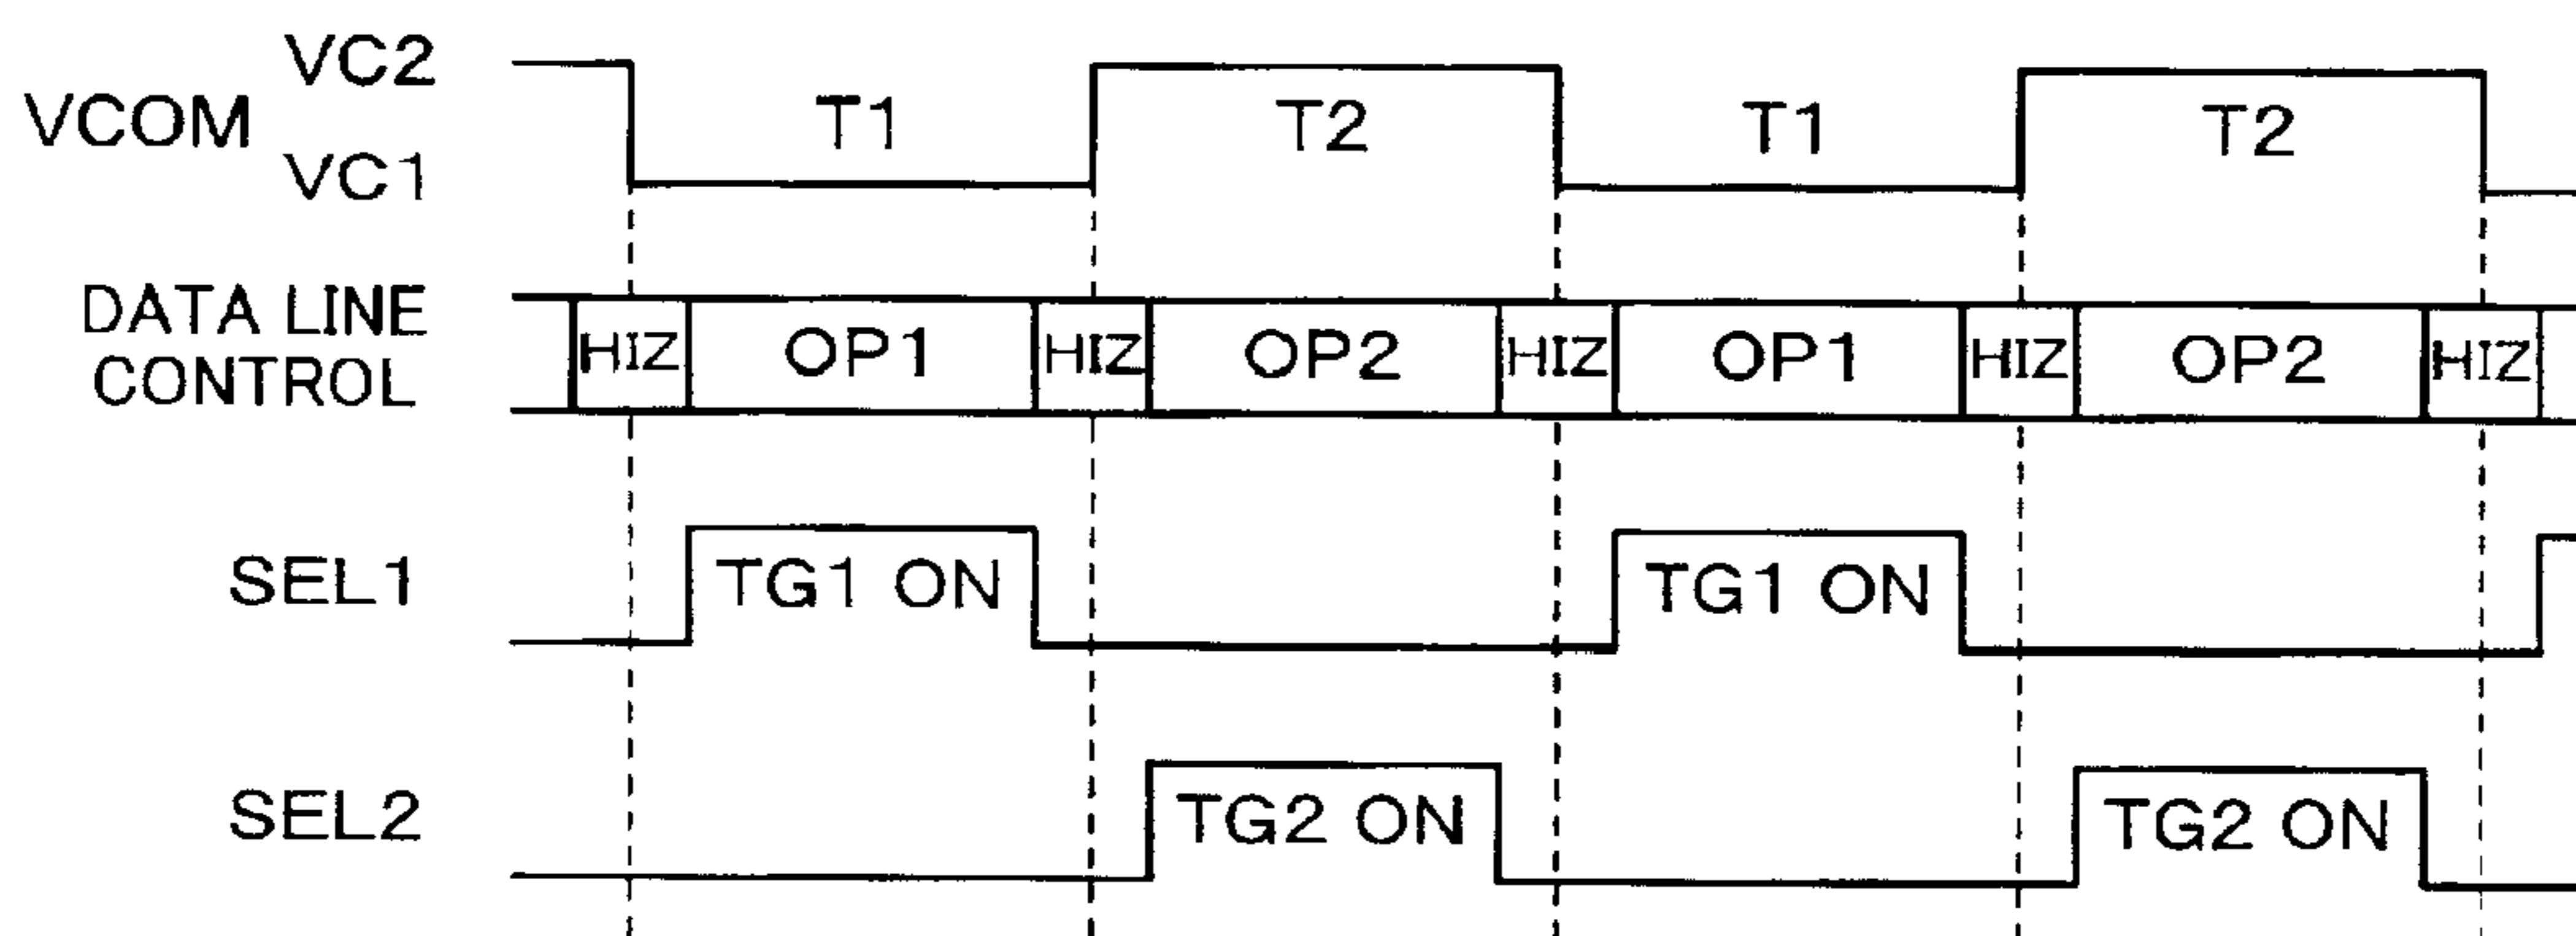 VC2
VCOM
VC1
T1 T2 T1 T2
DATA LINE
CONTROL
HIZ OP1 HIZ OP2 HIZ OP1 HIZ OP2 HIZ
SEL1 TG1 ON TG1 ON
SEL2 TG2 ON TG2 ON